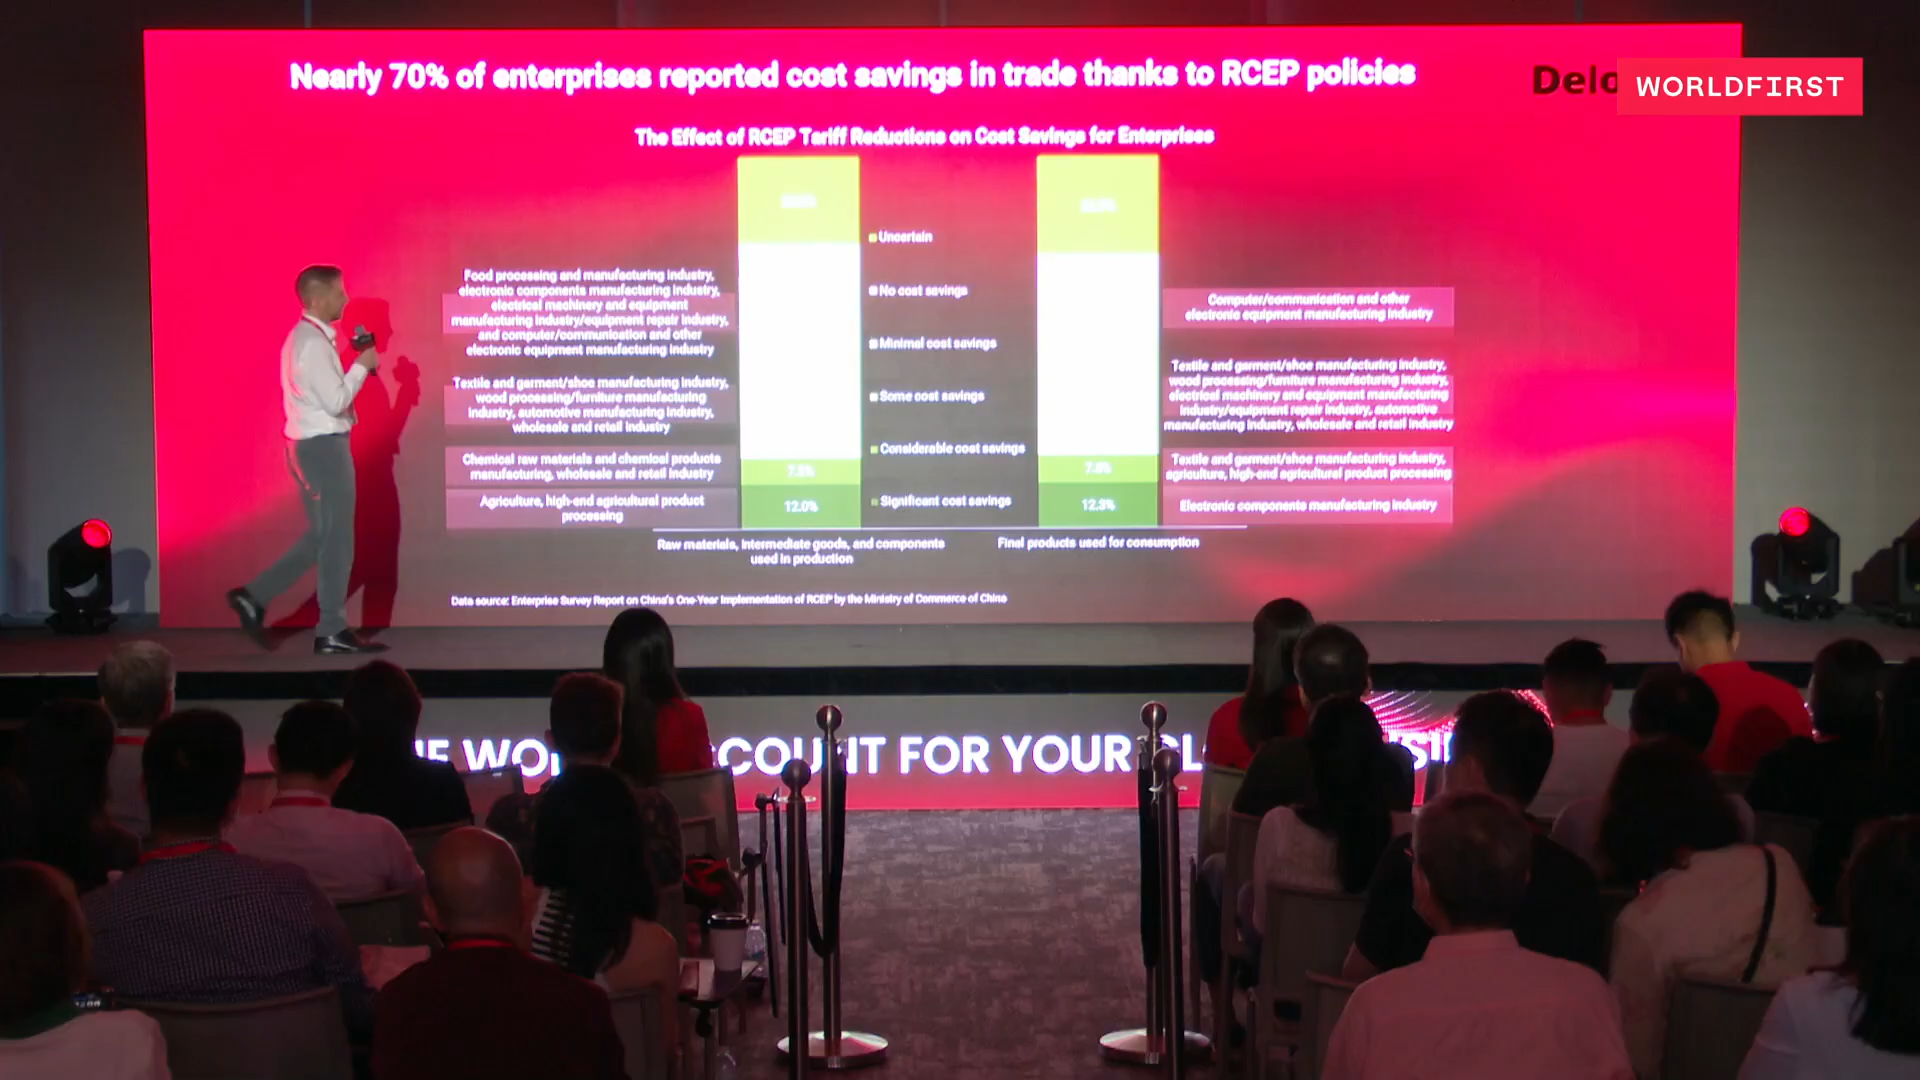 Nearly 70% of enterprises reported cost savings in trade thanks to RCEP policies
Delo
WORLDFIRST
The Effect of RCEP Tariff Reductions on Cost Savings for Enterprises
Uncertain
No cost savings
Minimal cost savings
Some cost savings
Considerable cost savings
Significant cost savings
Food processing and manufacturing industry,
electronic components manufacturing industry,
electrical machinery and equipment
manufacturing industry/equipment repair industry,
and computer/communication and other
electronic equipment manufacturing industry
Textile and garment/shoe manufacturing industry,
wood processing/furniture manufacturing
industry, automotive manufacturing industry,
wholesale and retail industry
Chemical raw materials and chemical products
manufacturing, wholesale and retail industry
Agriculture, high-end agricultural product
processing
12.0%
12.3%
Computer/communication and other
electronic equipment manufacturing industry
Textile and garment/shoe manufacturing industry,
wood processing/furniture manufacturing industry,
electrical machinery and equipment manufacturing
industry/equipment repair industry, automotive
manufacturing industry, wholesale and retail industry
Textile and garment/shoe manufacturing industry,
agriculture, high-end agricultural product processing
Electronic components manufacturing industry
Raw materials, intermediate goods, and components
used in production
Final products used for consumption
Data source: Enterprise Survey Report on China's One-Year Implementation of RCEP by the Ministry of Commerce of China
WO COUNT FOR YOUR